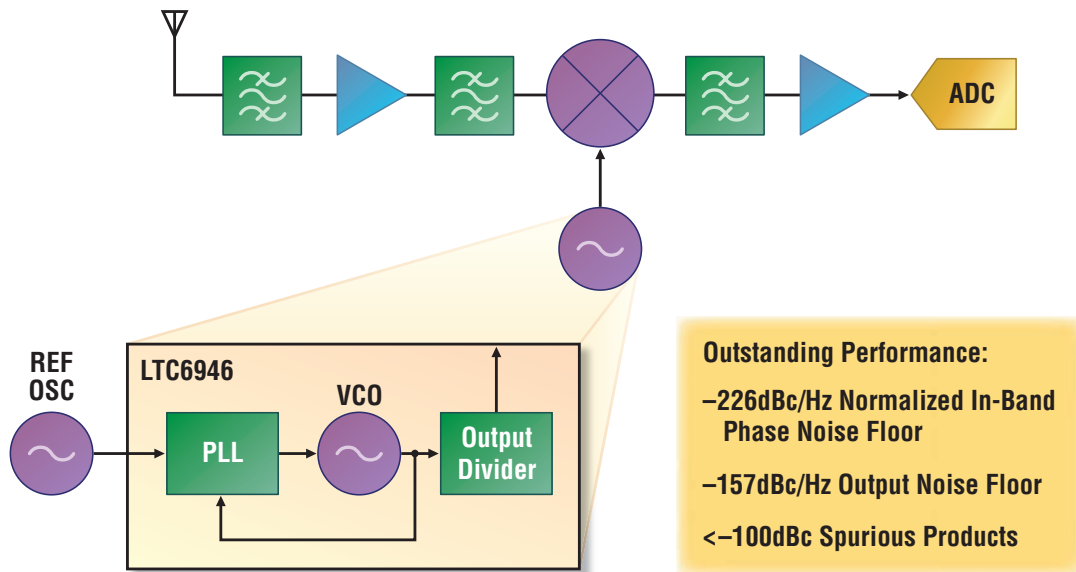 ADC
REF
OSC
LTC6946
PLL
VCO
Output
Divider
Outstanding Performance:
–226dBc/Hz Normalized In-Band
Phase Noise Floor
–157dBc/Hz Output Noise Floor
<–100dBc Spurious Products